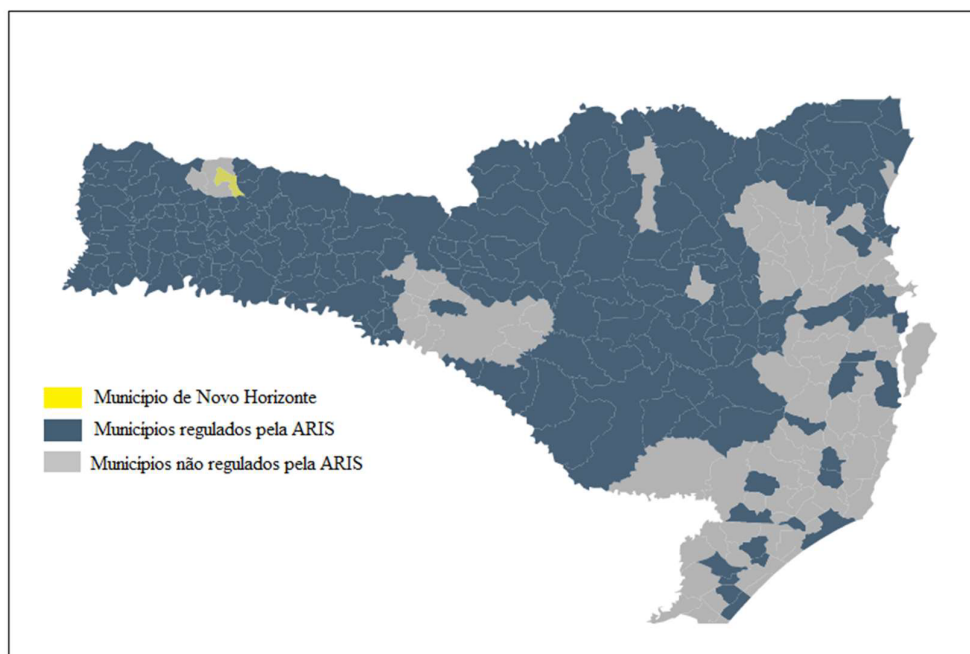 Município de Novo Horizonte
Municípios regulados pela ARIS
Municípios não regulados pela ARIS